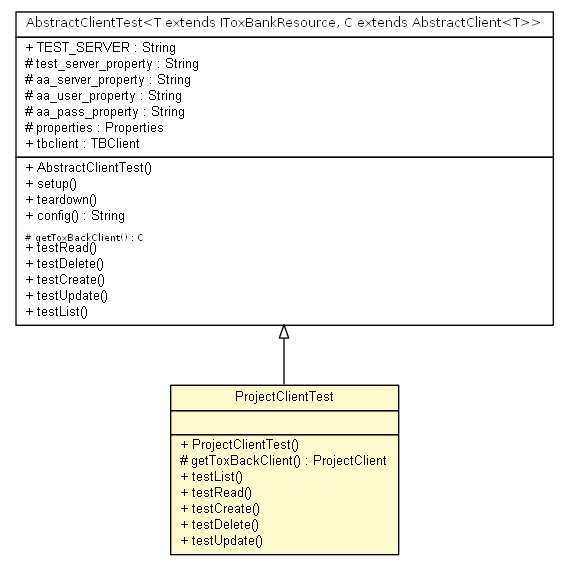 AbstractClientTest<T extends IToxBankResource, C extends AbstractClient<T>>
+ TEST_SERVER : String
# test_server_property : String
# aa_server_property : String
# aa_user_property : String
# aa_pass_property : String
# properties : Properties
+ tbclient : TBClient
+ AbstractClientTest()
+ setup()
+ teardown()
+ config() : String
# getToxBackClient() : C
+ testRead()
+ testDelete()
+ testCreate()
+ testUpdate()
+ testList()
ProjectClientTest
+ ProjectClientTest()
# getToxBackClient() : ProjectClient
+ testList()
+ testRead()
+ testCreate()
+ testDelete()
+ testUpdate()